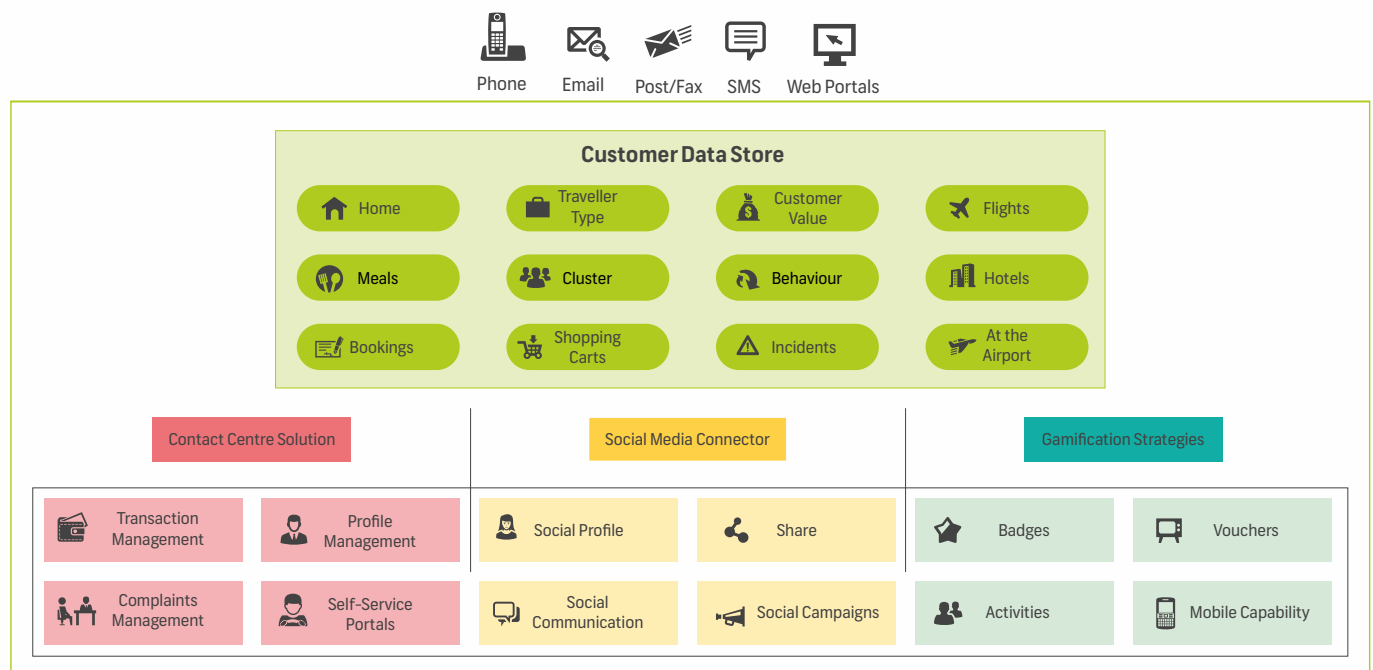 Phone
Email
Post/Fax
SMS
Web Portals
Customer Data Store
Home
Traveller
Type
Customer
Value
Flights
Meals
Cluster
Behaviour
Hotels
Bookings
Shopping
Carts
Incidents
At the
Airport
Contact Centre Solution
Social Media Connector
Gamification Strategies
Transaction
Management
Profile
Management
Social Profile
Share
Badges
Vouchers
Complaints
Management
Self-Service
Portals
Social
Communication
Social Campaigns
Activities
Mobile Capability